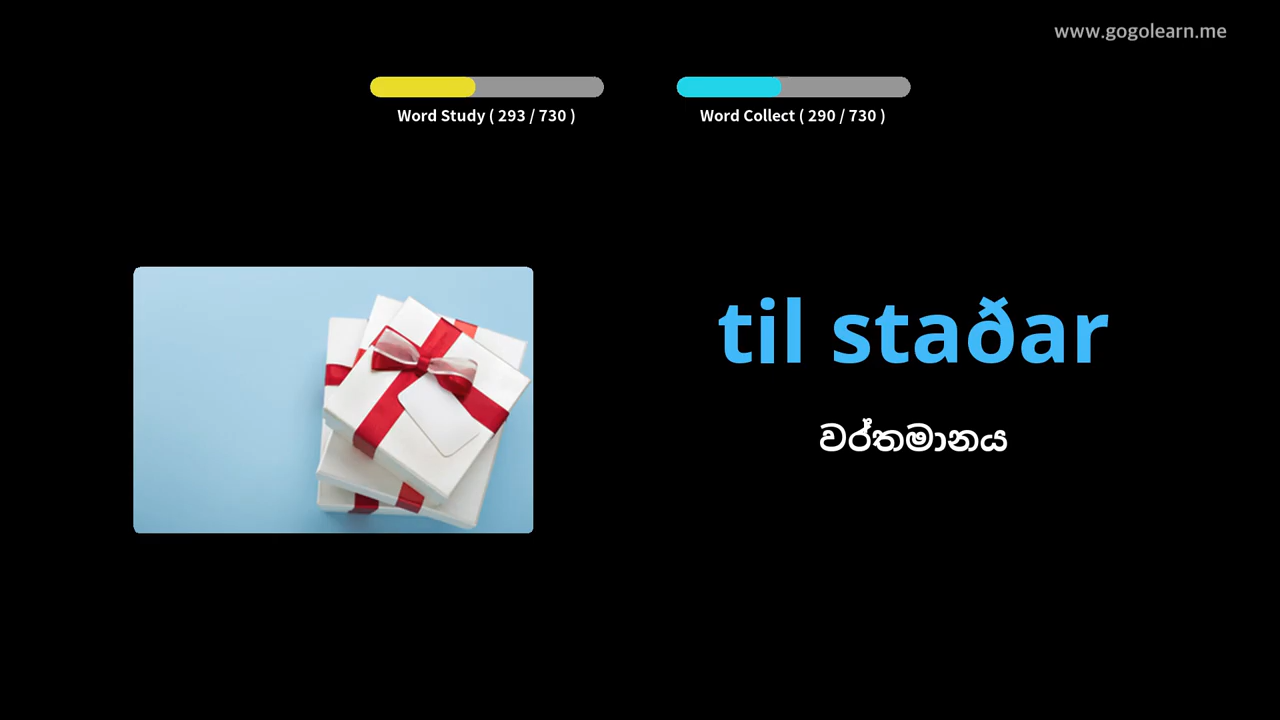 www.gogolearn.me
Word Study ( 293 / 730 )
Word Collect ( 290 / 730 )
til staðar
වර්තමානය